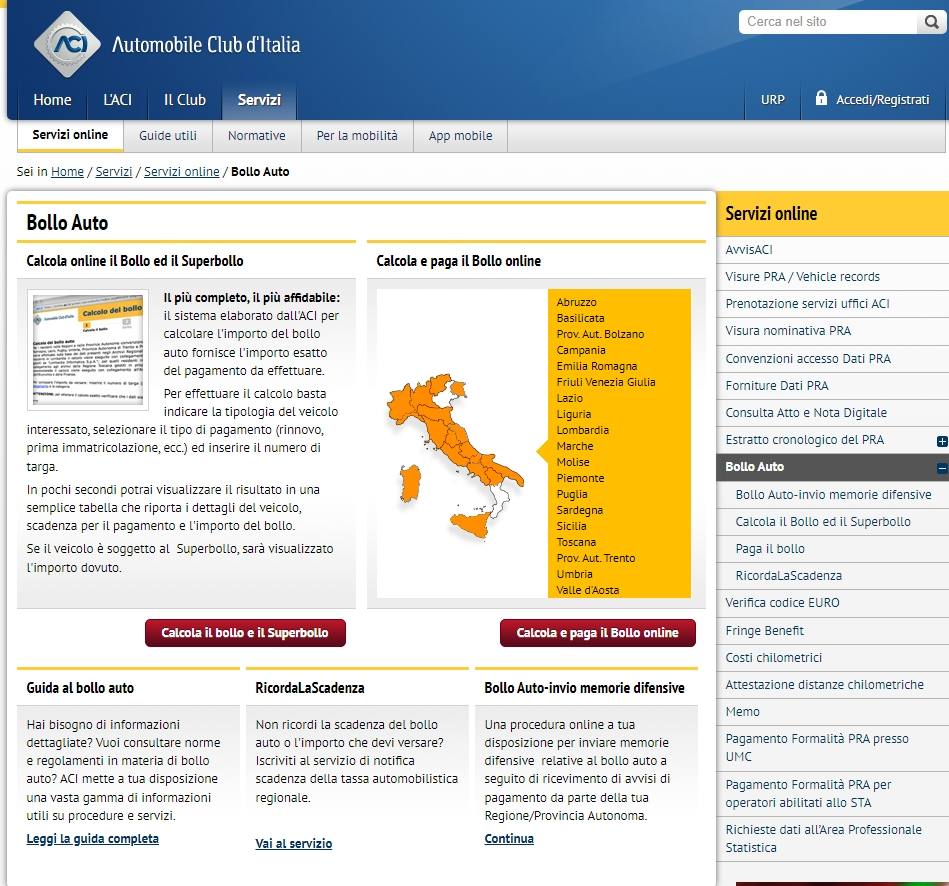 ACI
Automobile Club d'Italia
Cerca nel sito
Home
L'ACI
Il Club
Servizi
URP
Accedi/Registrati
Servizi online
Guide utili
Normative
Per la mobilità
App mobile
Sei in Home / Servizi / Servizi online / Bollo Auto
Bollo Auto
Calcola online il Bollo ed il Superbollo
Calcolo del bollo
Il più completo, il più affidabile:
il sistema elaborato dall'ACI per
calcolare l'importo del bollo
auto fornisce l'importo esatto
del pagamento da effettuare.
Per effettuare il calcolo basta
indicare la tipologia del veicolo
interessato, selezionare il tipo di pagamento (rinnovo,
prima immatricolazione, ecc.) ed inserire il numero di
targa.
In pochi secondi potrai visualizzare il risultato in una
semplice tabella che riporta i dettagli del veicolo,
scadenza per il pagamento e l'importo del bollo.
Se il veicolo è soggetto al  Superbollo, sarà visualizzato
l'importo dovuto.
Calcola il bollo e il Superbollo
Calcola e paga il Bollo online
Abruzzo
Basilicata
Prov. Aut. Bolzano
Campania
Emilia Romagna
Friuli Venezia Giulia
Lazio
Liguria
Lombardia
Marche
Molise
Piemonte
Puglia
Sardegna
Sicilia
Toscana
Prov. Aut. Trento
Umbria
Valle d'Aosta
Calcola e paga il Bollo online
Guida al bollo auto
Hai bisogno di informazioni
dettagliate? Vuoi consultare norme
e regolamenti in materia di bollo
auto? ACI mette a tua disposizione
una vasta gamma di informazioni
utili su procedure e servizi.
Leggi la guida completa
RicordaLaScadenza
Non ricordi la scadenza del bollo
auto o l'importo che devi versare?
Iscriviti al servizio di notifica
scadenza della tassa automobilistica
regionale.
Vai al servizio
Bollo Auto-invio memorie difensive
Una procedura online a tua
disposizione per inviare memorie
difensive  relative al bollo auto a
seguito di ricevimento di avvisi di
pagamento da parte della tua
Regione/Provincia Autonoma.
Continua
Servizi online
AvvisACI
Visure PRA / Vehicle records
Prenotazione servizi uffici ACI
Visura nominativa PRA
Convenzioni accesso Dati PRA
Forniture Dati PRA
Consulta Atto e Nota Digitale
Estratto cronologico del PRA
Bollo Auto
Bollo Auto-invio memorie difensive
Calcola il Bollo ed il Superbollo
Paga il bollo
RicordaLaScadenza
Verifica codice EURO
Fringe Benefit
Costi chilometrici
Attestazione distanze chilometriche
Memo
Pagamento Formalità PRA presso
UMC
Pagamento Formalità PRA per
operatori abilitati allo STA
Richieste dati all'Area Professionale
Statistica